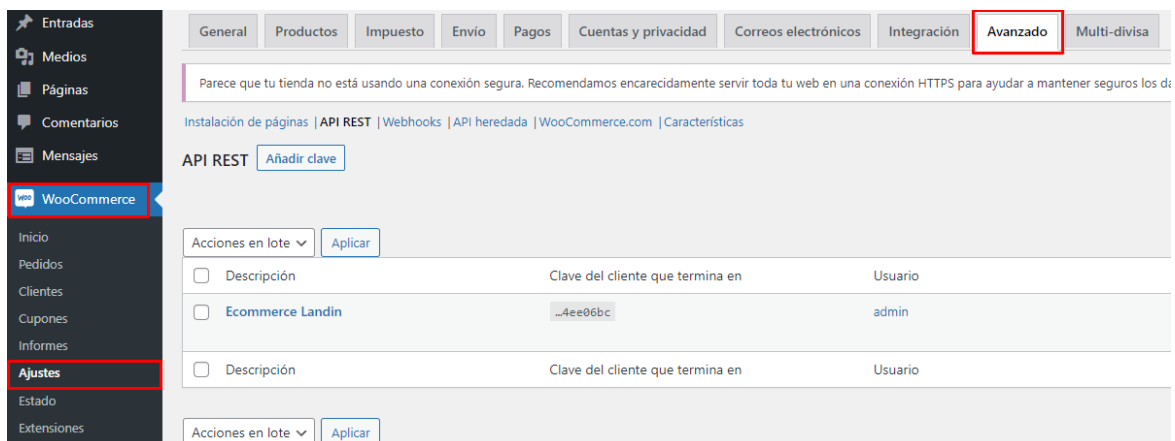 Entradas
Medios
Páginas
Comentarios
Mensajes
Woo WooCommerce
Inicio
Pedidos
Clientes
Cupones
Informes
Ajustes
Estado
Extensiones
General Productos Impuesto Envío Pagos Cuentas y privacidad Correos electrónicos Integración Avanzado Multi-divisa
Parece que tu tienda no está usando una conexión segura. Recomendamos encarecidamente servir toda tu web en una conexión HTTPS para ayudar a mantener seguros los da
Instalación de páginas | API REST | Webhooks | API heredada | WooCommerce.com | Características
API REST Añadir clave
Acciones en lote Aplicar
Descripción Clave del cliente que termina en Usuario
Ecommerce Landin …4ee06bc admin
Descripción Clave del cliente que termina en Usuario
Acciones en lote Aplicar